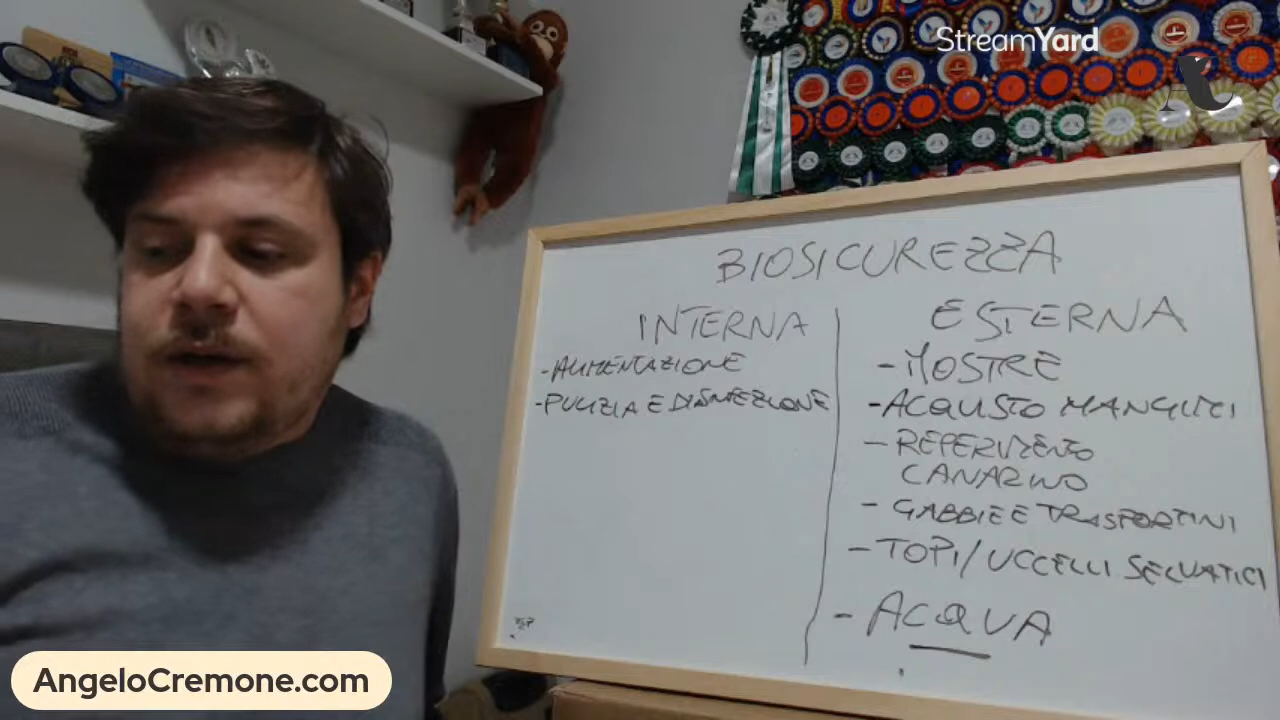 StreamYard
BIOSICUREZZA
INTERNA
- ALIMENTAZIONE
- PULIZIA E DISINFEZIONE
ESTERNA
- MOSTRE
- ACQUISTO MANGIMI
- REPERIMENTO
CANARINO
- GABBIE E TRASPORTINI
- TOPI/UCCELLI SELVATICI
- ACQUA
AngeloCremone.com